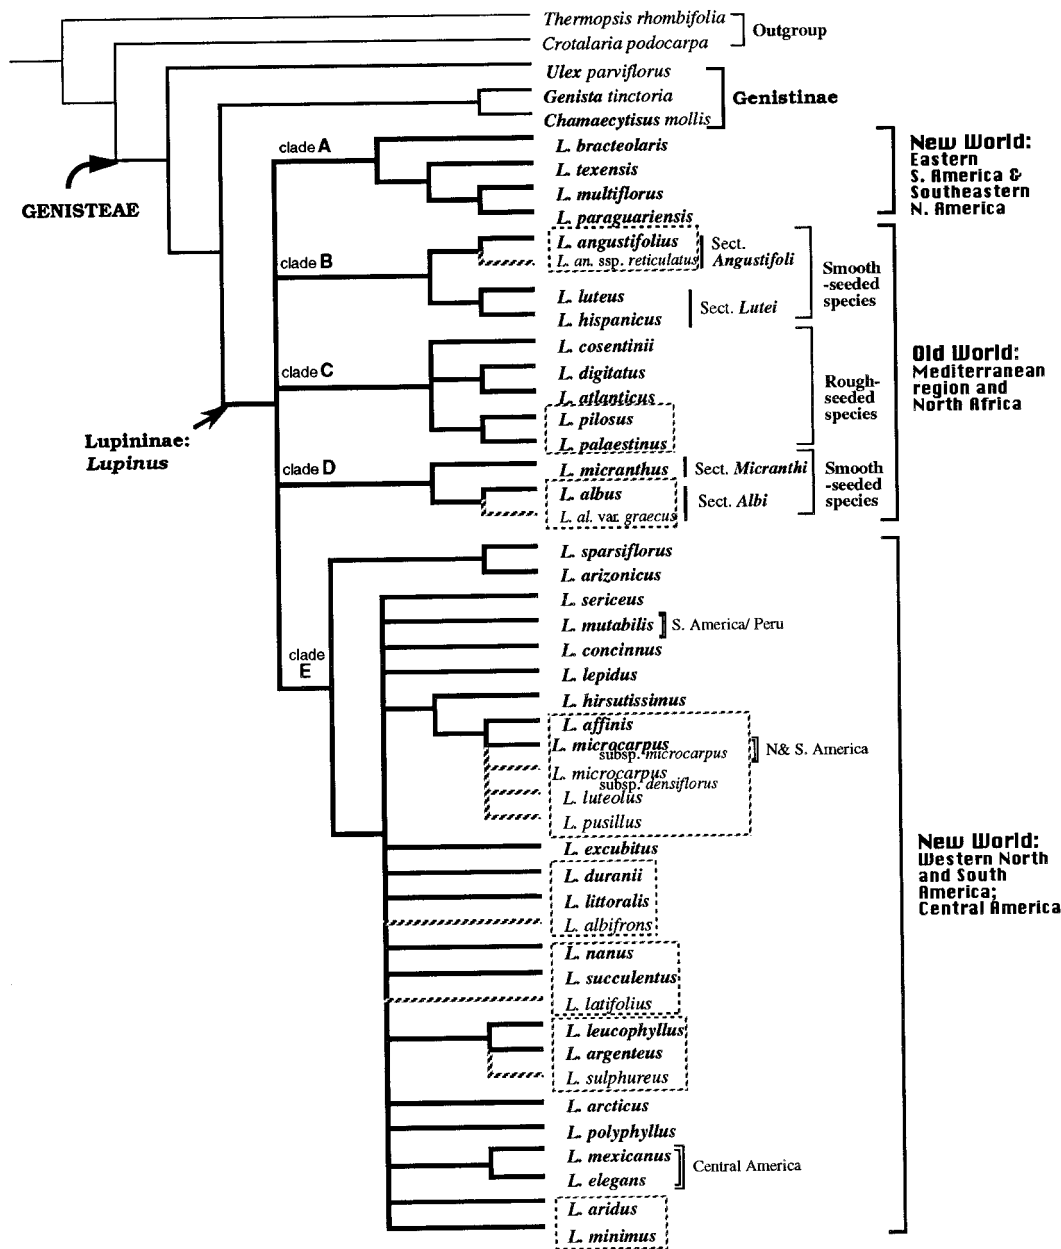 Thermopsis rhombifolia
Crotalaria podocarpa
Outgroup
Ulex parviflorus
Genista tinctoria
Chamaecytisus mollis
Genistinae
GENISTEAE
clade A
L. bracteolaris
L. texensis
L. multiflorus
L. paraguariensis
New World:
Eastern
S. America &
Southeastern
N. America
clade B
L. angustifolius
L. an. ssp. reticulatus
Sect.
Angustifoli
L. luteus
L. hispanicus
Sect. Lutei
Smooth
-seeded
species
clade C
L. cosentinii
L. digitatus
L. atlanticus
L. pilosus
L. palaestinus
Rough-
seeded
species
Old World:
Mediterranean
region and
North Africa
Lupininae:
Lupinus
clade D
L. micranthus
Sect. Micranthi
L. albus
L. al. var. graecus
Sect. Albi
Smooth
-seeded
species
clade
E
L. sparsiflorus
L. arizonicus
L. sericeus
L. mutabilis
S. America/ Peru
L. concinnus
L. lepidus
L. hirsutissimus
L. affinis
L. microcarpus
subsp. microcarpus
N& S. America
L. microcarpus
subsp. densiflorus
L. luteolus
L. pusillus
L. excubitus
L. duranii
L. littoralis
L. albifrons
L. nanus
L. succulentus
L. latifolius
L. leucophyllus
L. argenteus
L. sulphureus
L. arcticus
L. polyphyllus
L. mexicanus
L. elegans
Central America
L. aridus
L. minimus
New World:
Western North
and South
America;
Central America